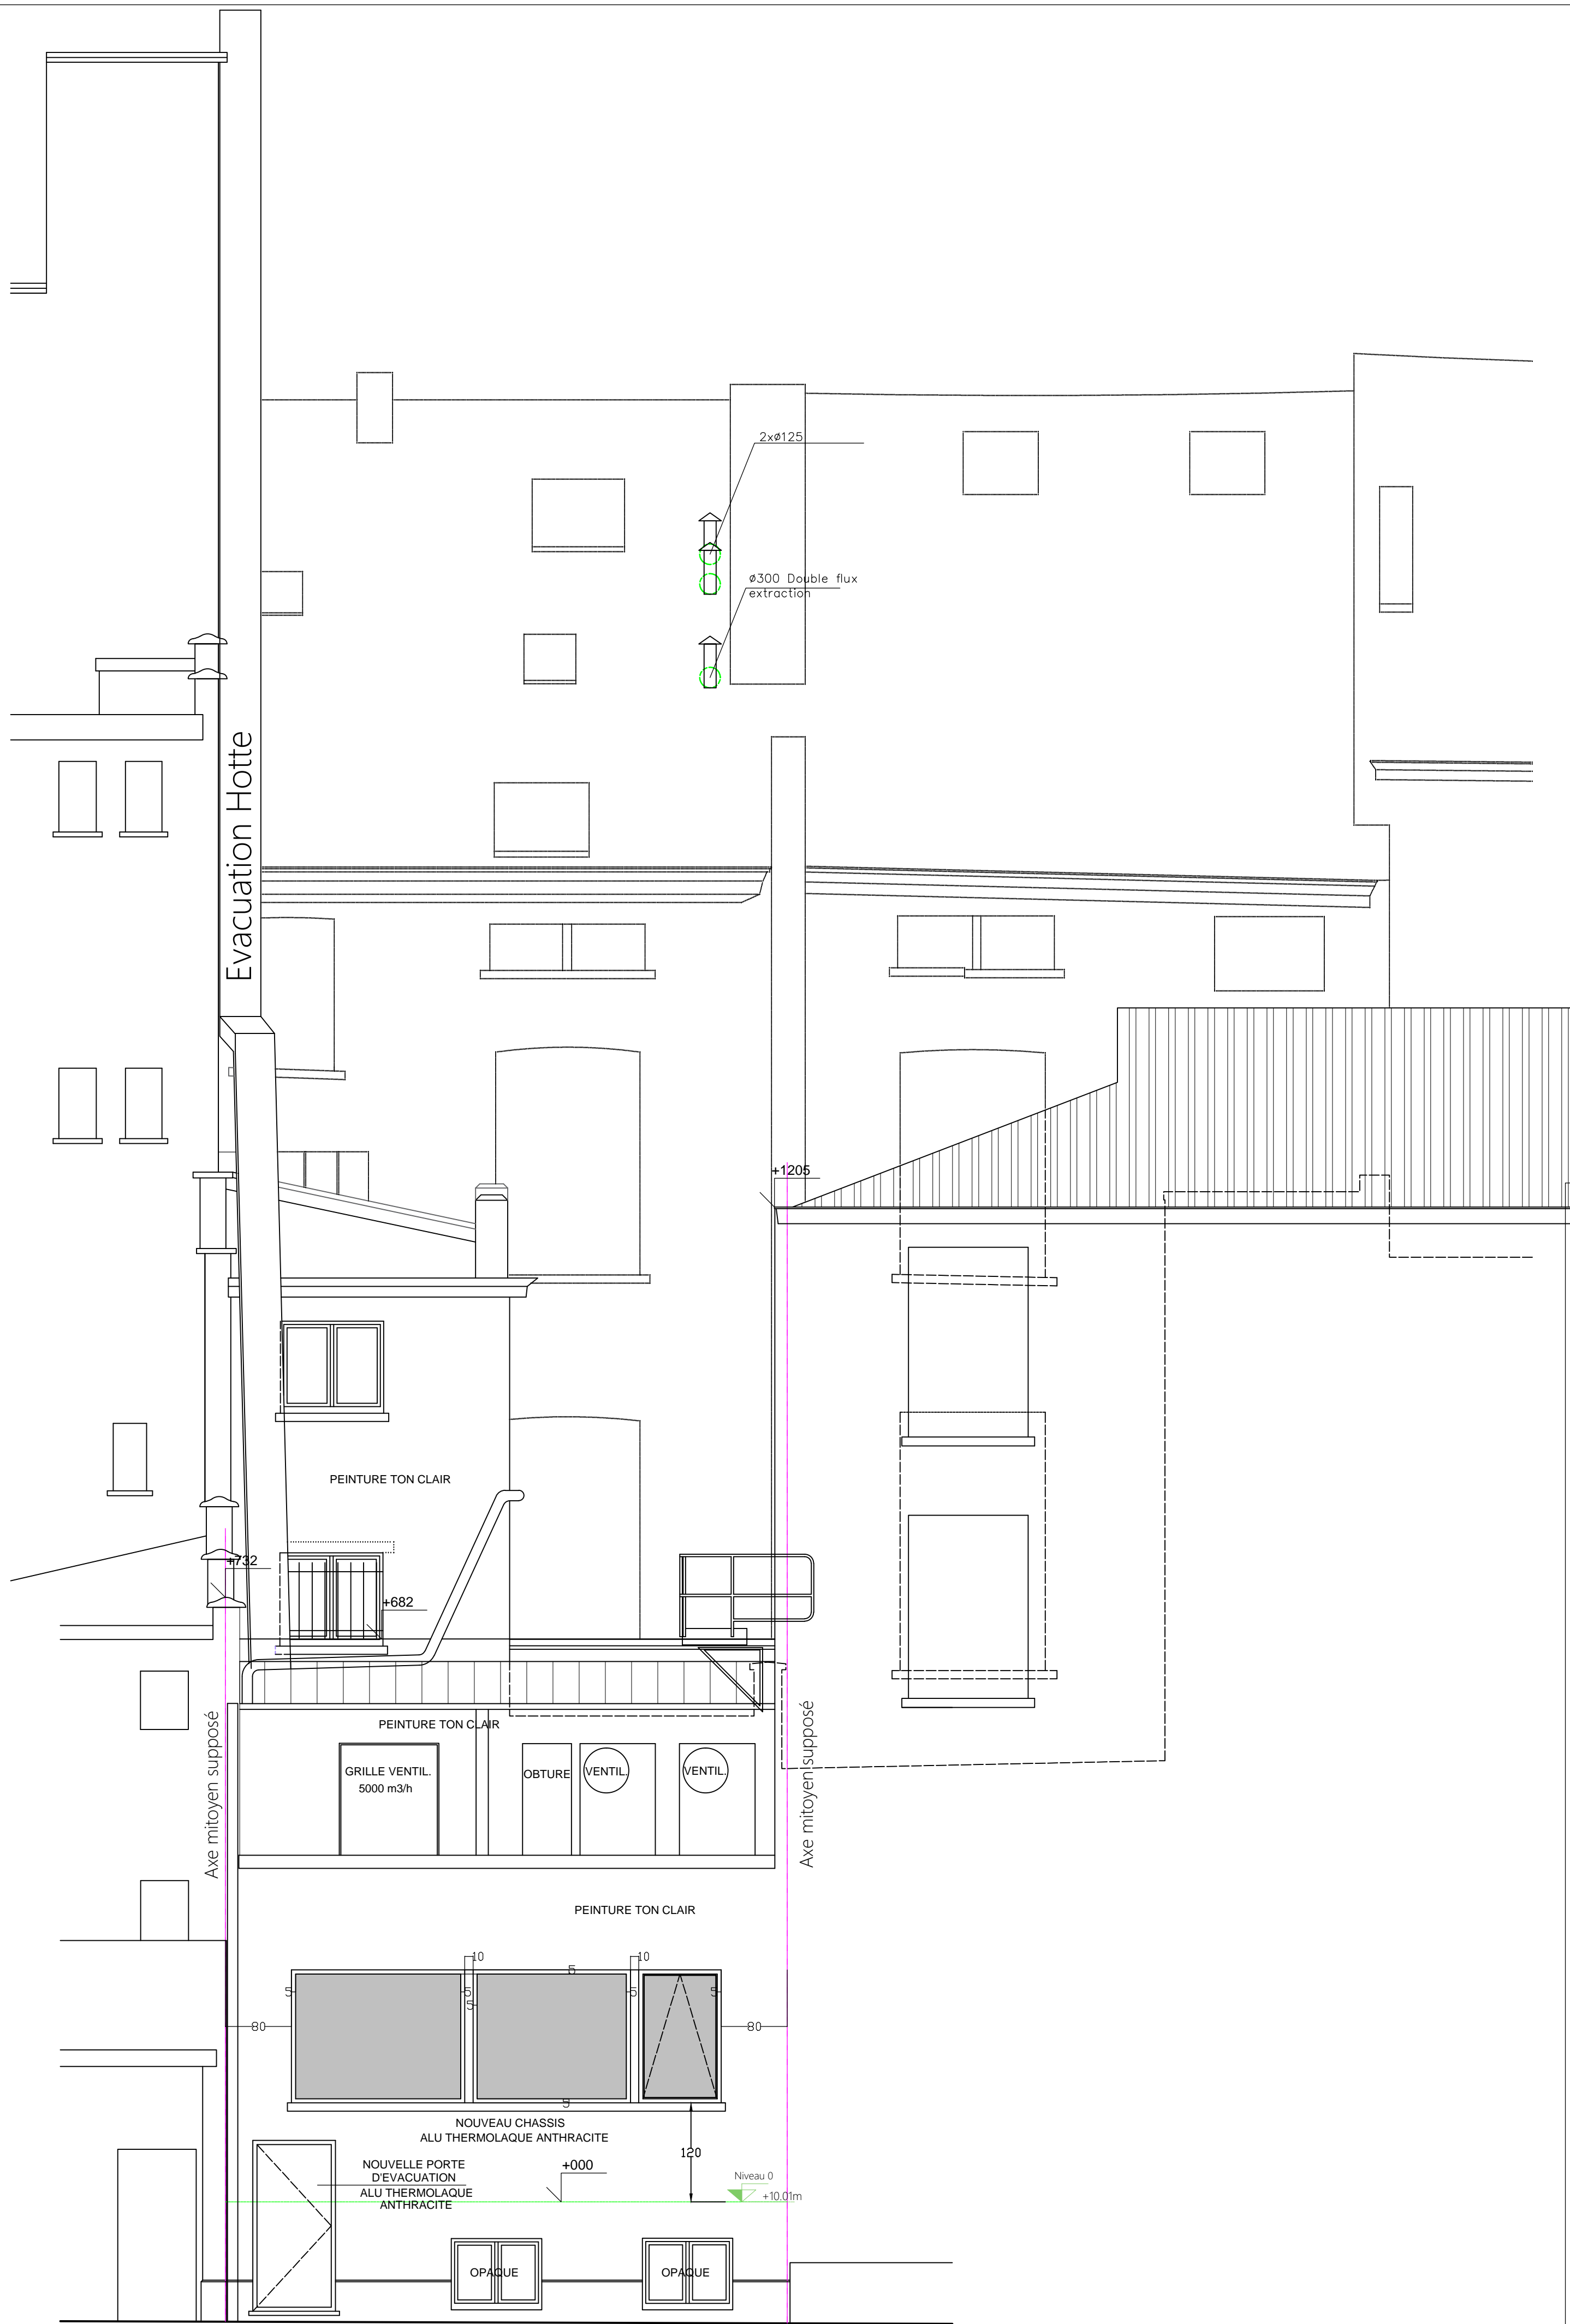 2xø125
ø300 Double flux
extraction
Evacuation Hotte
+1205
PEINTURE TON CLAIR
+732
+682
Axe mitoyen supposé
Axe mitoyen supposé
PEINTURE TON CLAIR
GRILLE VENTIL.
5000 m3/h
OBTURE
VENTIL.
VENTIL.
PEINTURE TON CLAIR
10
10
5
5
5
5
5
5
80
80
5
NOUVEAU CHASSIS
ALU THERMOLAQUE ANTHRACITE
120
NOUVELLE PORTE
D'EVACUATION
ALU THERMOLAQUE
ANTHRACITE
+000
Niveau 0
+10.01m
OPAQUE
OPAQUE